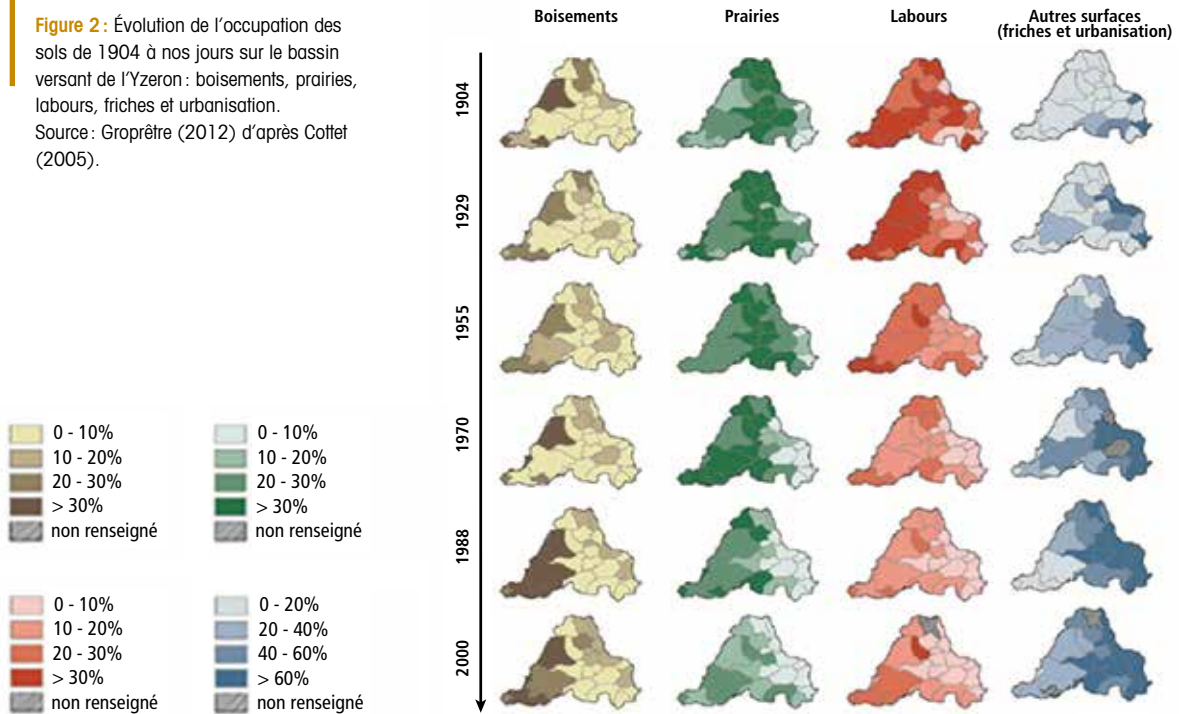 Figure 2 : Évolution de l'occupation des
sols de 1904 à nos jours sur le bassin
versant de l'Yzeron : boisements, prairies,
labours, friches et urbanisation.
Source : Groprêtre (2012) d'après Cottet
(2005).
Boisements
Prairies
Labours
Autres surfaces
(friches et urbanisation)
1904
1929
1955
1970
1988
2000
0 - 10%
10 - 20%
20 - 30%
> 30%
non renseigné
0 - 10%
10 - 20%
20 - 30%
> 30%
non renseigné
0 - 10%
10 - 20%
20 - 30%
> 30%
non renseigné
0 - 20%
20 - 40%
40 - 60%
> 60%
non renseigné